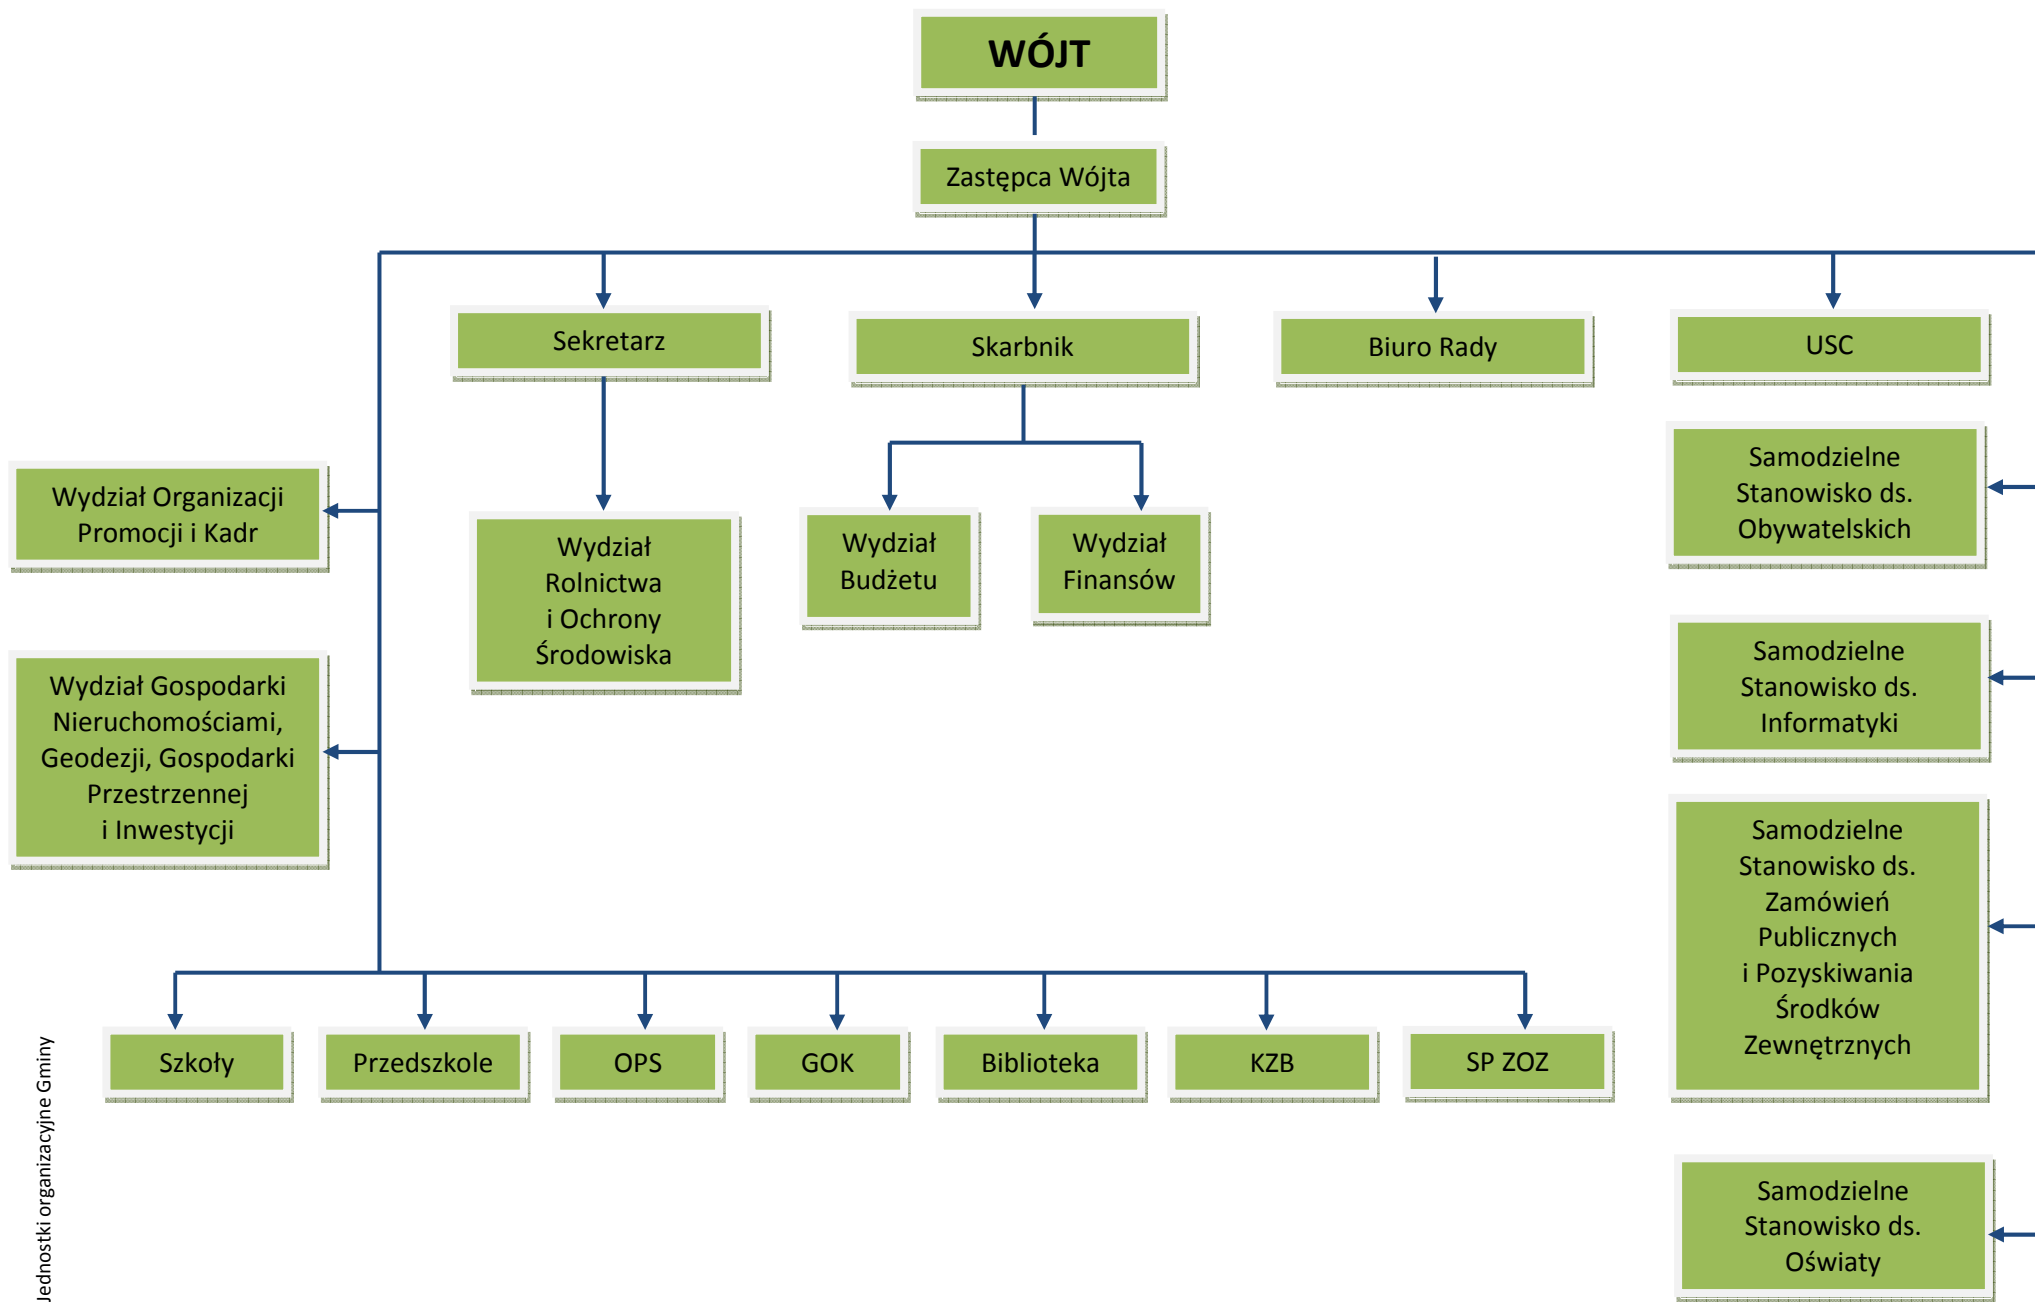 WÓJT
Zastępca Wójta
Sekretarz
Skarbnik
Biuro Rady
USC
Wydział Organizacji
Promocji i Kadr
Wydział
Rolnictwa
i Ochrony
Środowiska
Wydział
Budżetu
Wydział
Finansów
Samodzielne
Stanowisko ds.
Obywatelskich
Wydział Gospodarki
Nieruchomościami,
Geodezji, Gospodarki
Przestrzennej
i Inwestycji
Samodzielne
Stanowisko ds.
Informatyki
Samodzielne
Stanowisko ds.
Zamówień
Publicznych
i Pozyskiwania
Środków
Zewnętrznych
Jednostki organizacyjne Gminy
Szkoły
Przedszkole
OPS
GOK
Biblioteka
KZB
SP ZOZ
Samodzielne
Stanowisko ds.
Oświaty